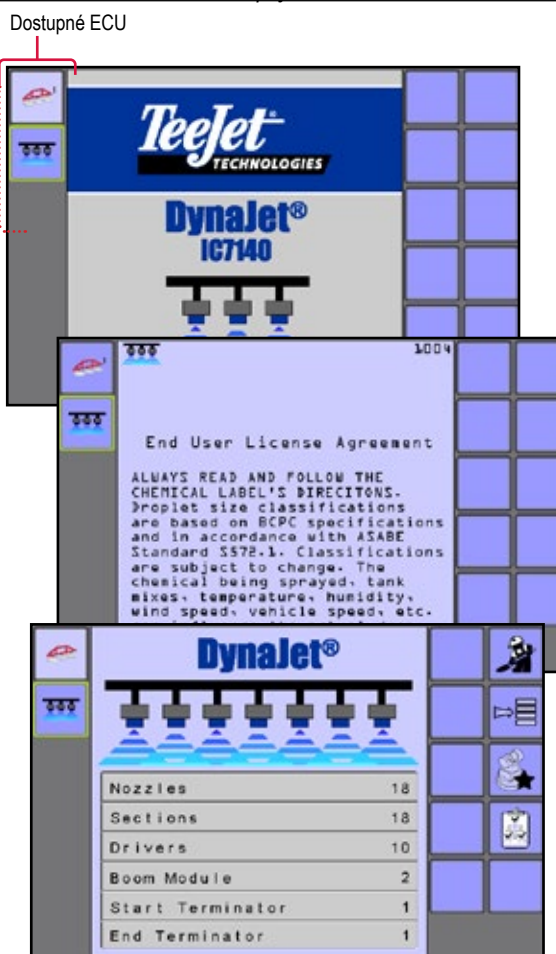 Dostupné ECU
TeeJet®
TECHNOLOGIES
DynaJet®
IC7140
1004
End User License Agreement
ALWAYS READ AND FOLLOW THE
CHEMICAL LABEL'S DIRECITONS.
Droplet size classifications
are based on BCPC specifications
and in accordance with ASABE
Standard S572.1. Classifications
are subject to change. The
chemical being sprayed, tank
mixes, temperature, humidity,
wind speed, vehicle speed, etc.
DynaJet®
Nozzles 18
Sections 18
Drivers 10
Boom Module 2
Start Terminator 1
End Terminator 1